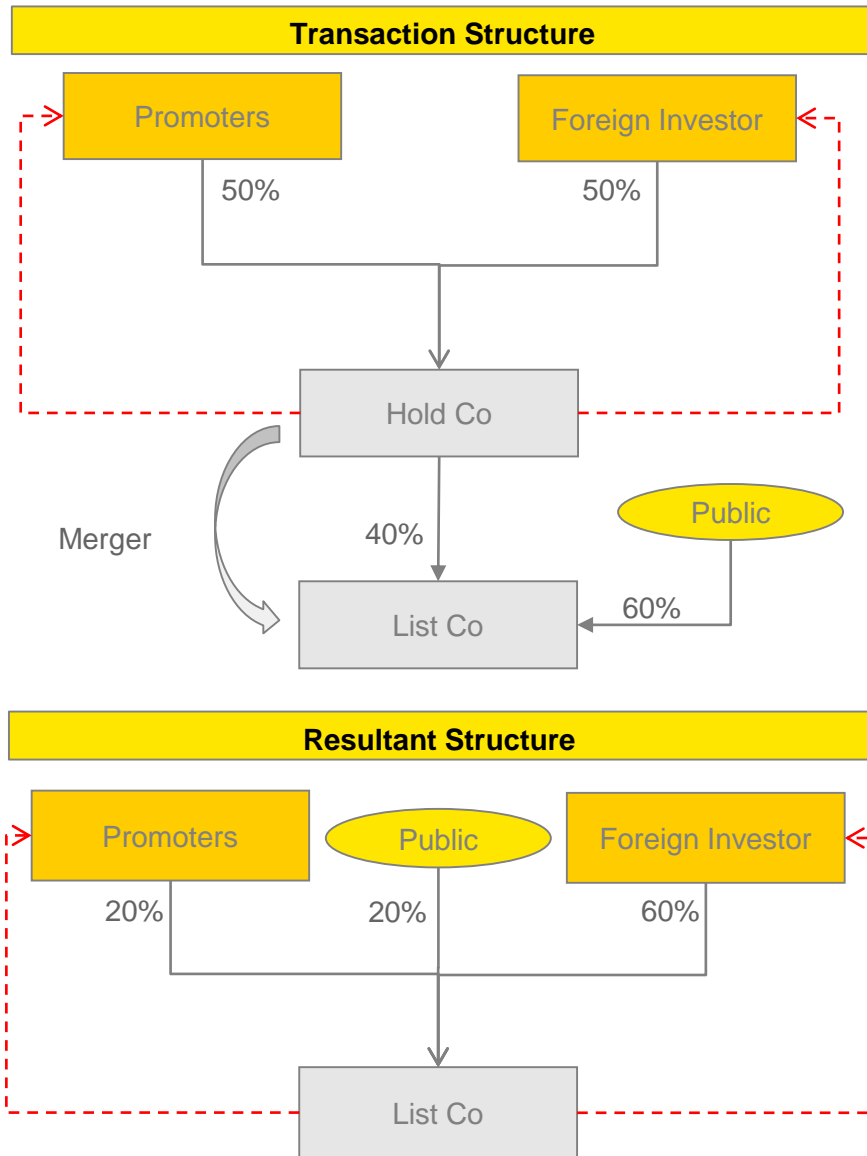 Transaction Structure
Promoters
Foreign Investor
50%
50%
Hold Co
Merger
40%
Public
60%
List Co
Resultant Structure
Promoters
Public
Foreign Investor
20%
20%
60%
List Co